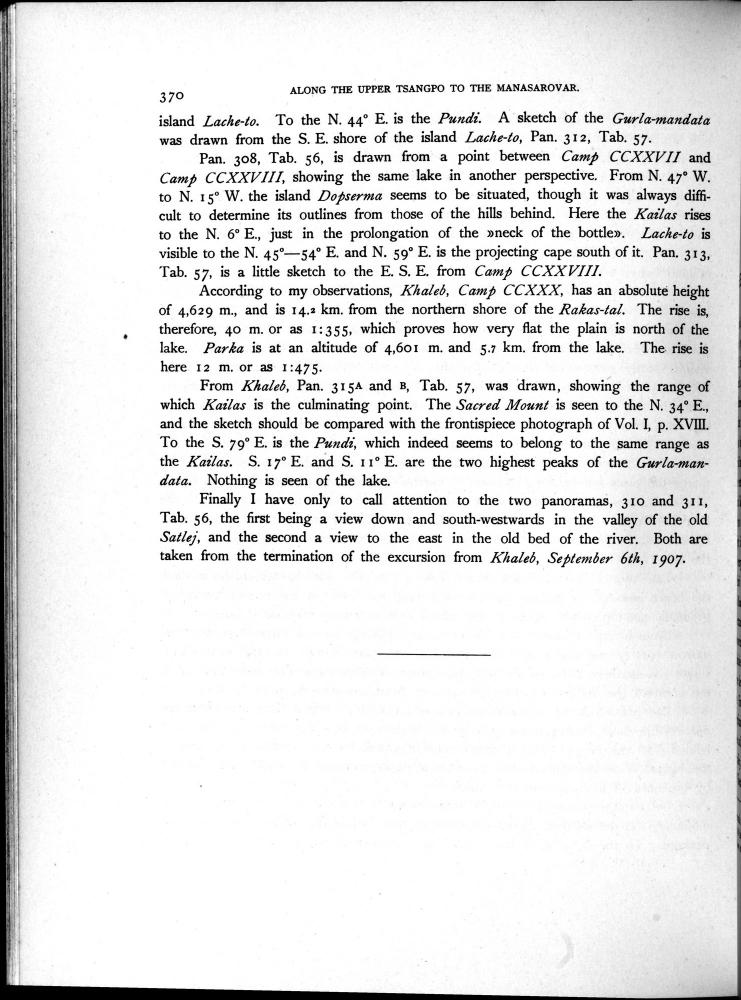 370
ALONG THE UPPER TSANGPO TO THE MANASAROVAR.
island Lache-to. To the N. 44° E. is the Pundi. A sketch of the Gurla-mandata
was drawn from the S. E. shore of the island Lache-to, Pan. 312, Tab. 57.
Pan. 308, Tab. 56, is drawn from a point between Camp CCXXVII and
Camp CCXXVIII, showing the same lake in another perspective. From N. 47° W.
to N. 15° W. the island Dopserma seems to be situated, though it was always diffi-
cult to determine its outlines from those of the hills behind. Here the Kailas rises
to the N. 6° E., just in the prolongation of the »neck of the bottle». Lache-to is
visible to the N. 45°—54° E. and N. 59° E. is the projecting cape south of it. Pan. 313,
Tab. 57, is a little sketch to the E. S. E. from Camp CCXXVIII.
According to my observations, Khaleb, Camp CCXXX, has an absolute height
of 4,629 m., and is 14.2 km. from the northern shore of the Rakas-tal. The rise is,
therefore, 40 m. or as 1:355, which proves how very flat the plain is north of the
lake. Parka is at an altitude of 4,601 m. and 5.7 km. from the lake. The rise is
here 12 m. or as 1:475.
From Khaleb, Pan. 315A and B, Tab. 57, was drawn, showing the range of
which Kailas is the culminating point. The Sacred Mount is seen to the N. 34° E.,
and the sketch should be compared with the frontispiece photograph of Vol. I, p. XVIII.
To the S. 79° E. is the Pundi, which indeed seems to belong to the same range as
the Kailas. S. 17° E. and S. 11° E. are the two highest peaks of the Gurla-man-
data. Nothing is seen of the lake.
Finally I have only to call attention to the two panoramas, 310 and 311,
Tab. 56, the first being a view down and south-westwards in the valley of the old
Satlej, and the second a view to the east in the old bed of the river. Both are
taken from the termination of the excursion from Khaleb, September 6th, 1907.